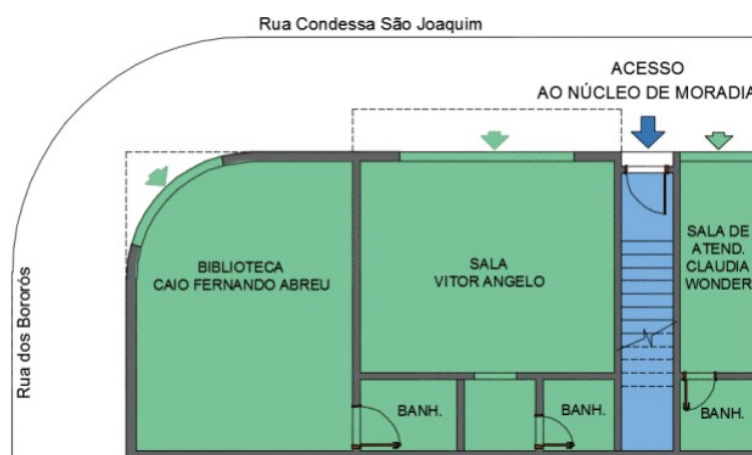 Rua Condessa São Joaquim
ACESSO
AO NÚCLEO DE MORADIA
Rua dos Bororós
BIBLIOTECA
CAIO FERNANDO ABREU
SALA
VITOR ANGELO
SALA DE
ATEND.
CLAUDIA
WONDER
BANH.
BANH.
BANH.